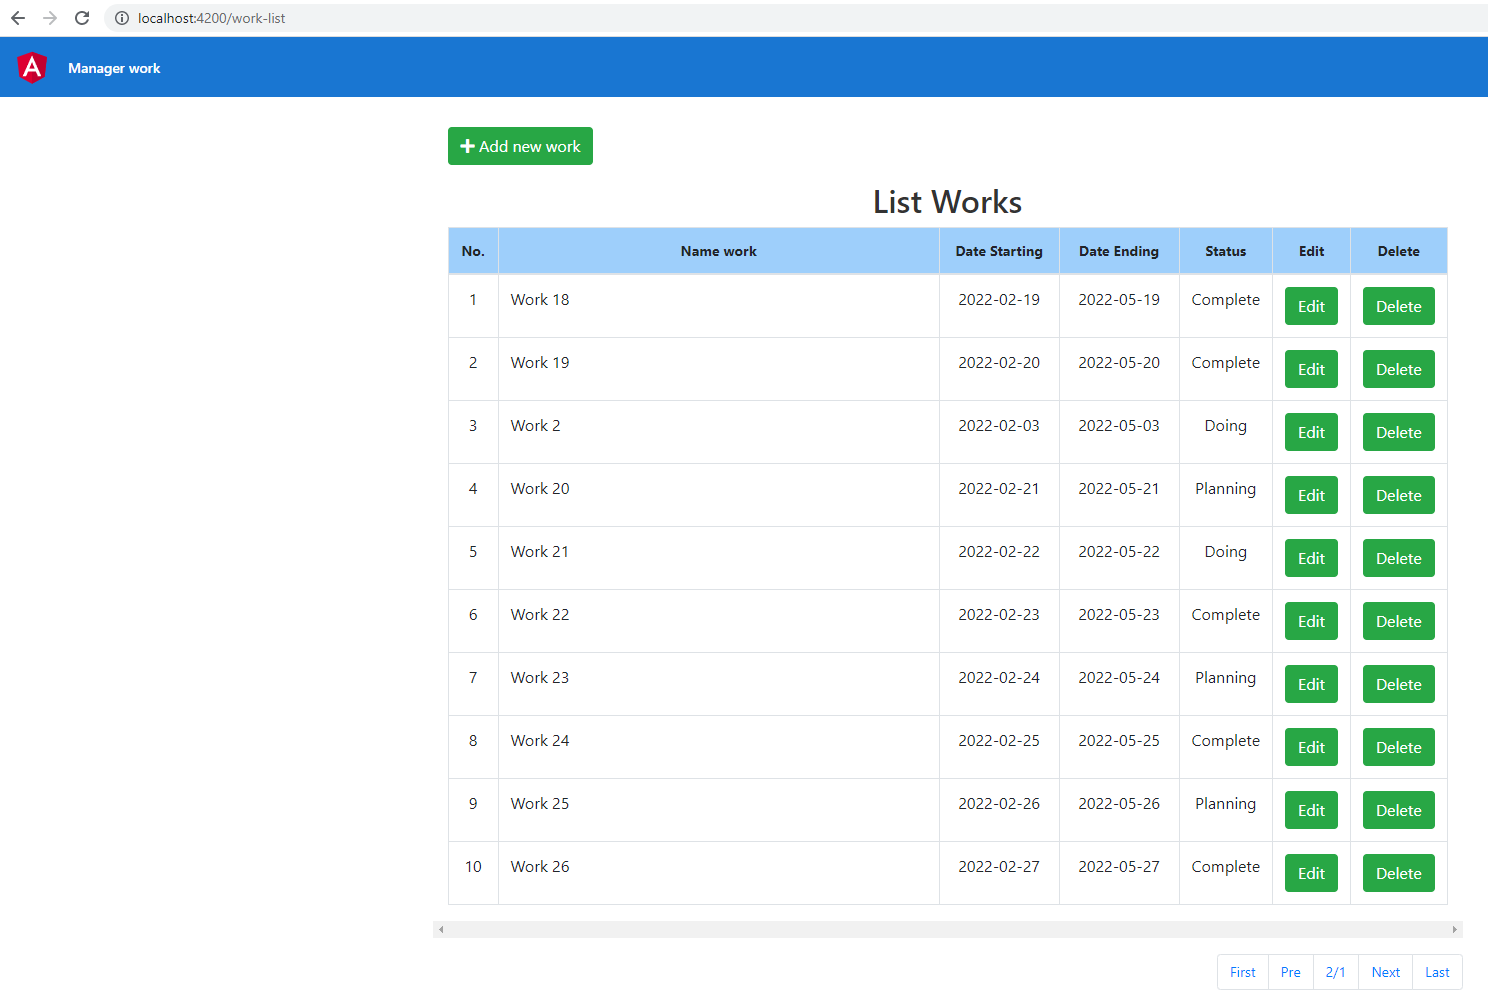 localhost:4200/work-list
Manager work
Add new work
List Works
No. Name work Date Starting Date Ending Status Edit Delete
1 Work 18 2022-02-19 2022-05-19 Complete Edit Delete
2 Work 19 2022-02-20 2022-05-20 Complete Edit Delete
3 Work 2 2022-02-03 2022-05-03 Doing Edit Delete
4 Work 20 2022-02-21 2022-05-21 Planning Edit Delete
5 Work 21 2022-02-22 2022-05-22 Doing Edit Delete
6 Work 22 2022-02-23 2022-05-23 Complete Edit Delete
7 Work 23 2022-02-24 2022-05-24 Planning Edit Delete
8 Work 24 2022-02-25 2022-05-25 Complete Edit Delete
9 Work 25 2022-02-26 2022-05-26 Planning Edit Delete
10 Work 26 2022-02-27 2022-05-27 Complete Edit Delete
First Pre 2/1 Next Last